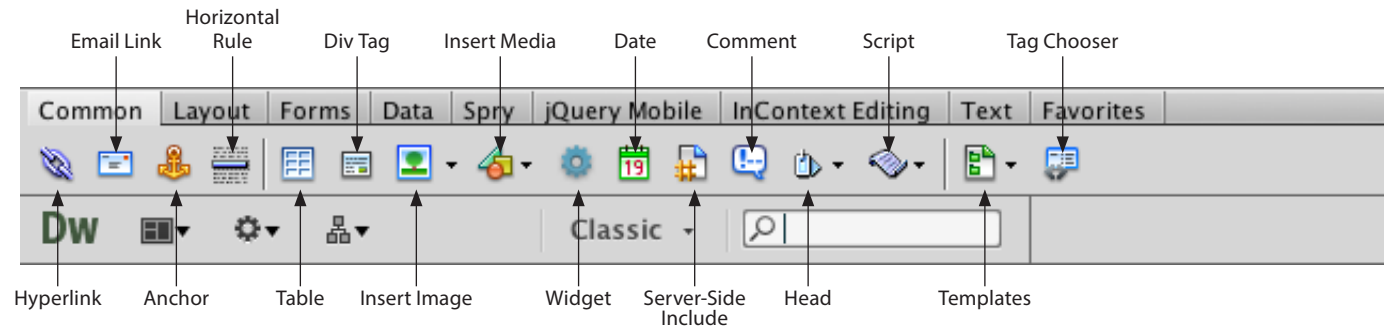 Horizontal
Email Link Rule Div Tag Insert Media Date Comment Script Tag Chooser
Common Layout Forms Data Spry jQuery Mobile InContext Editing Text Favorites
19
#
Dw Classic
Hyperlink Anchor Table Insert Image Widget Server-Side Head Templates
Include